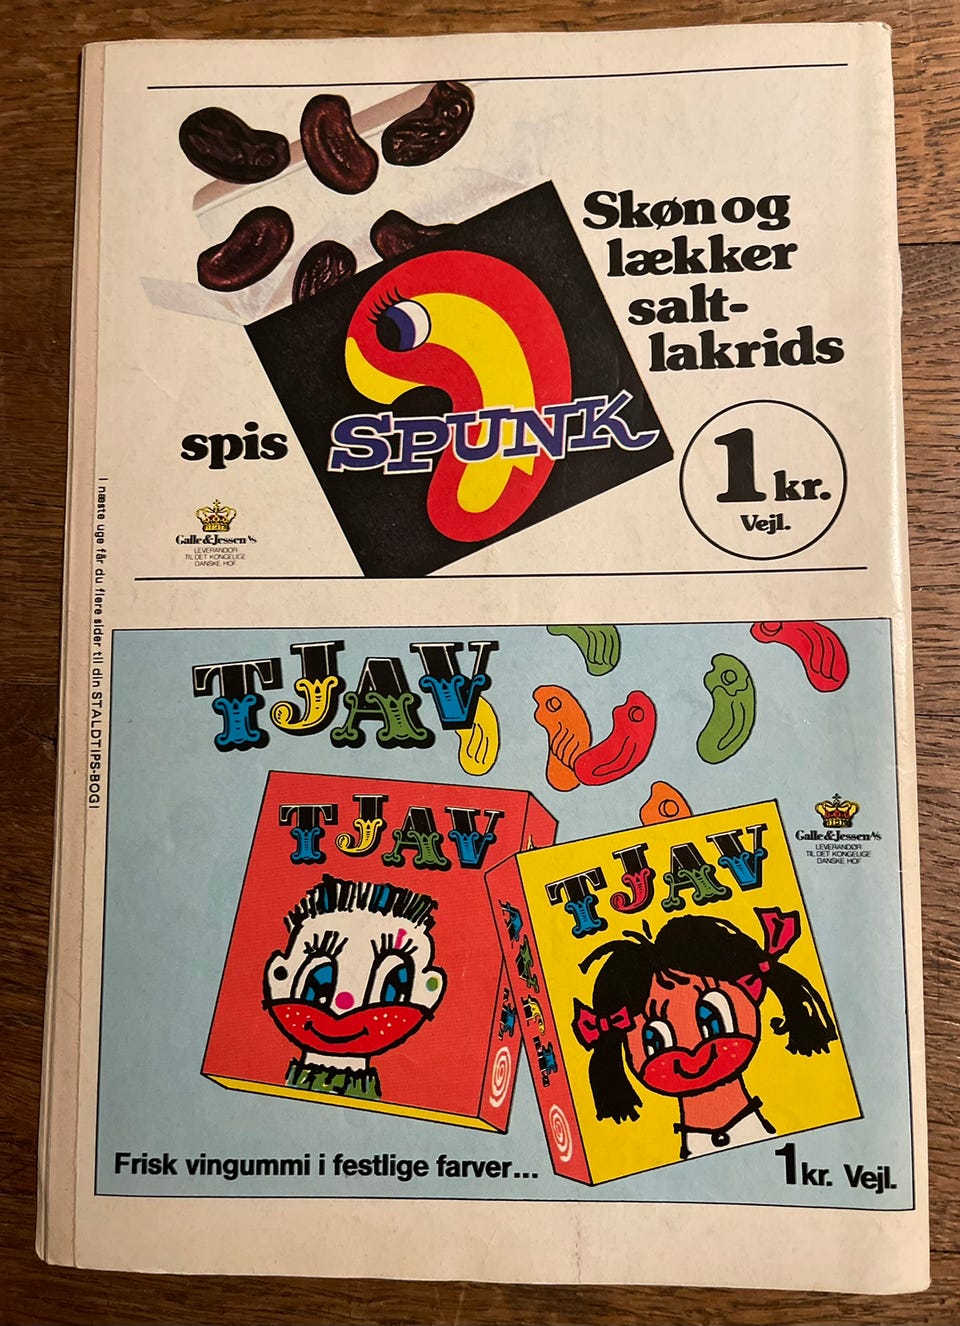 Skøn og
lækker
salt-
lakrids
spis
SPUNK
1 kr.
Vejl.
Galle & Jessen A/S
LEVERANDØR
TIL DET KONGELIGE
DANSKE HOF
I næste uge får du flere sider til din STALDTIPS-BOG!
TJAV
Galle & Jessen A/S
LEVERANDØR
TIL DET KONGELIGE
DANSKE HOF
TJAV
TJAV
TJAV
Frisk vingummi i festlige farver...
1 kr. Vejl.